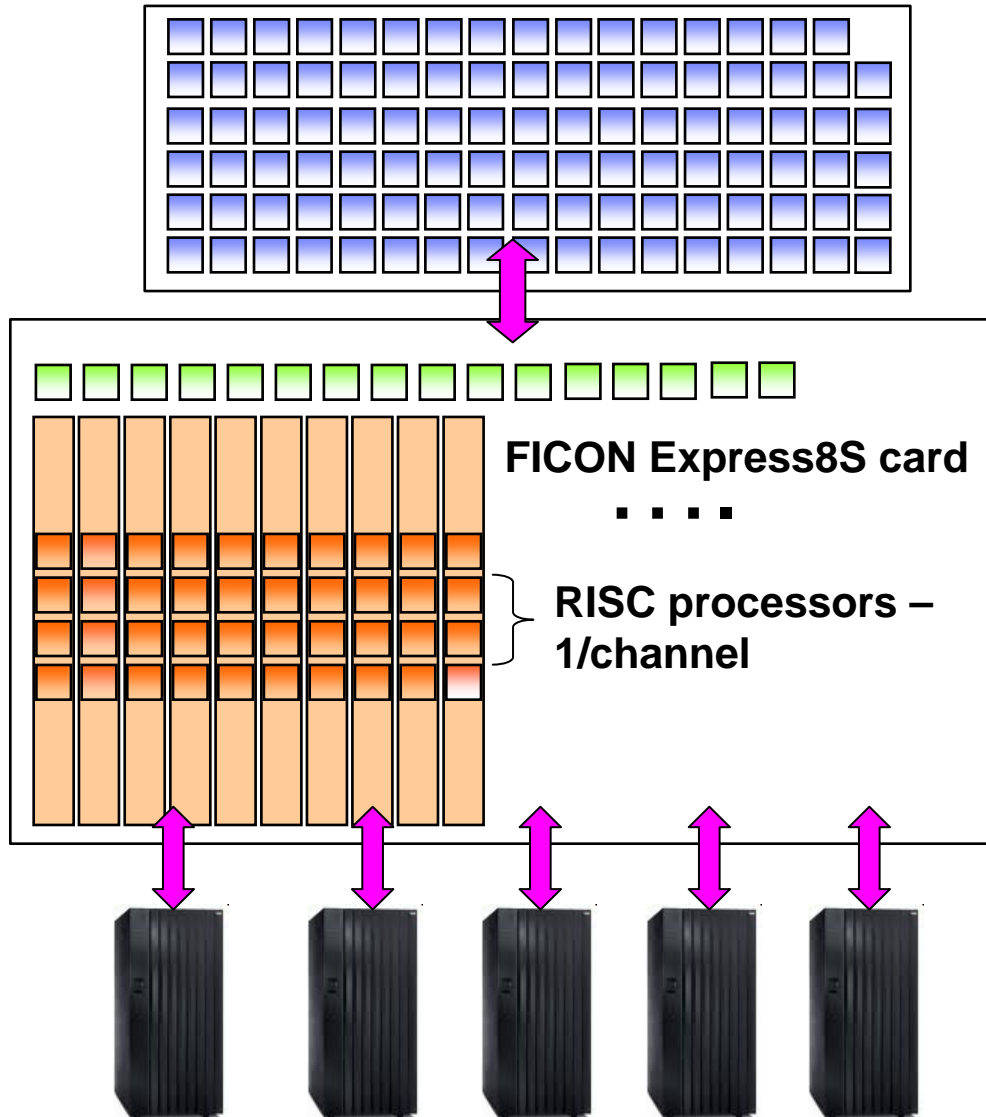 FICON Express8S card
. . . .
RISC processors –
1/channel